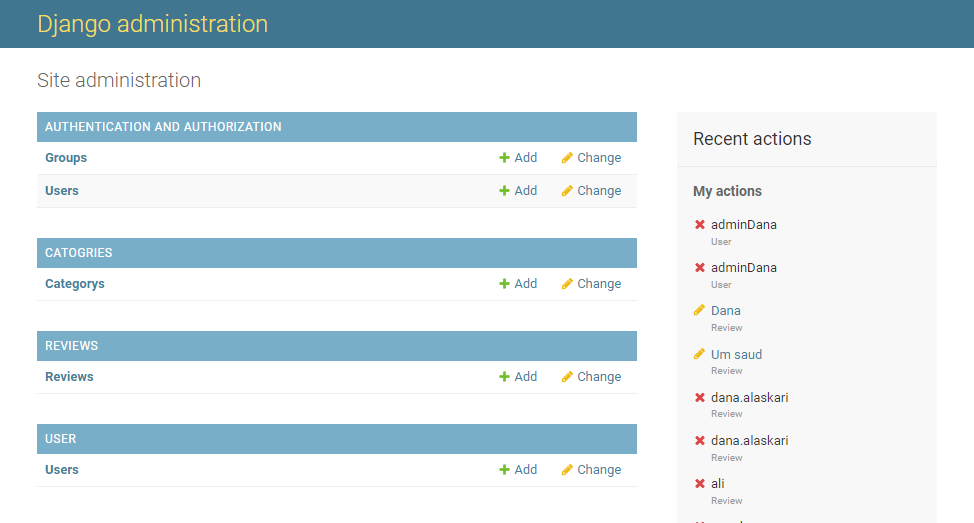 Django administration
Site administration
AUTHENTICATION AND AUTHORIZATION
Groups Add Change
Users Add Change
CATOGRIES
Categorys Add Change
REVIEWS
Reviews Add Change
USER
Users Add Change
Recent actions
My actions
adminDana
User
adminDana
User
Dana
Review
Um saud
Review
dana.alaskari
Review
dana.alaskari
Review
ali
Review